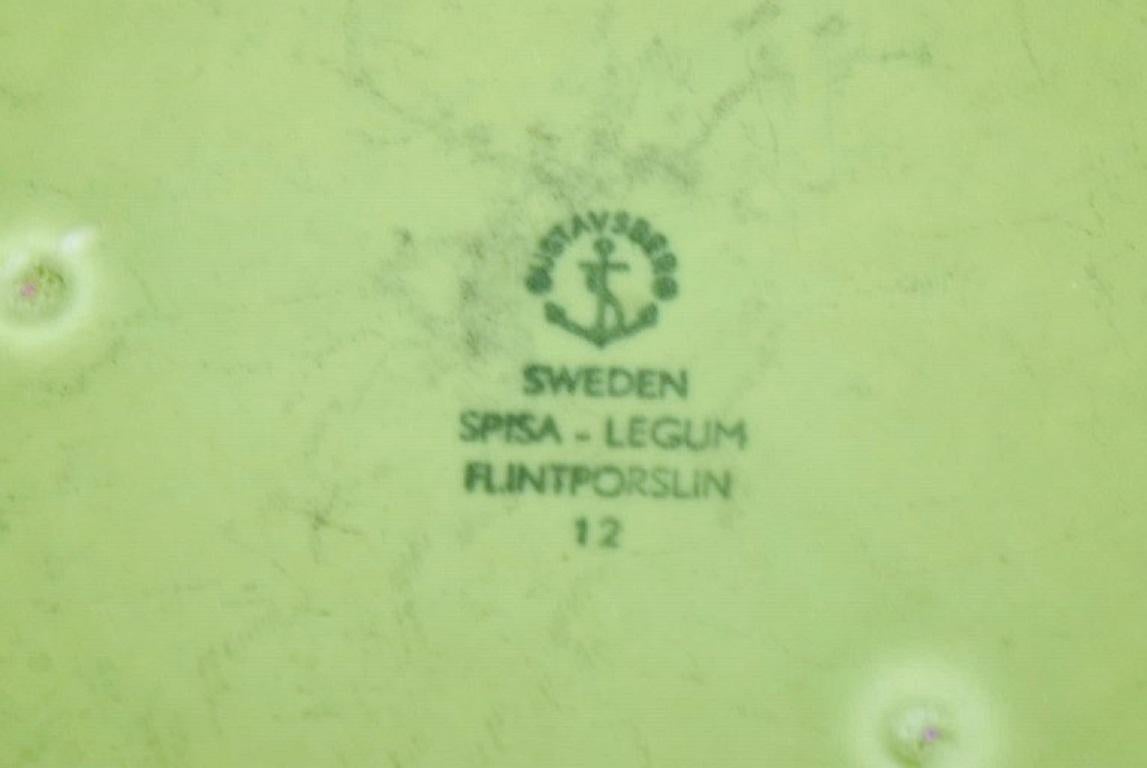 GUSTAVSBERG
SWEDEN
SPISA - LEGUM
FLINTPORSLIN
12